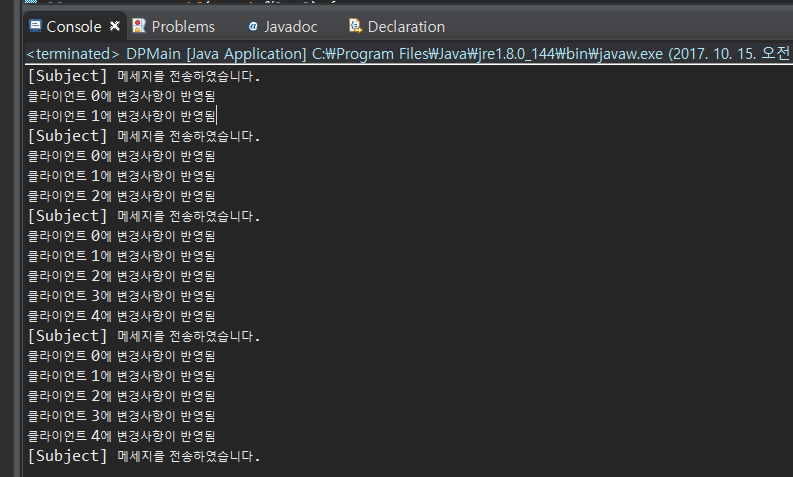 Console Problems Javadoc Declaration
<terminated> DPMain [Java Application] C:₩Program Files₩Java₩jre1.8.0_144₩bin₩javaw.exe (2017. 10. 15. 오전
[Subject] 메세지를 전송하였습니다.
클라이언트 0에 변경사항이 반영됨
클라이언트 1에 변경사항이 반영됨
[Subject] 메세지를 전송하였습니다.
클라이언트 0에 변경사항이 반영됨
클라이언트 1에 변경사항이 반영됨
클라이언트 2에 변경사항이 반영됨
[Subject] 메세지를 전송하였습니다.
클라이언트 0에 변경사항이 반영됨
클라이언트 1에 변경사항이 반영됨
클라이언트 2에 변경사항이 반영됨
클라이언트 3에 변경사항이 반영됨
클라이언트 4에 변경사항이 반영됨
[Subject] 메세지를 전송하였습니다.
클라이언트 0에 변경사항이 반영됨
클라이언트 1에 변경사항이 반영됨
클라이언트 2에 변경사항이 반영됨
클라이언트 3에 변경사항이 반영됨
클라이언트 4에 변경사항이 반영됨
[Subject] 메세지를 전송하였습니다.